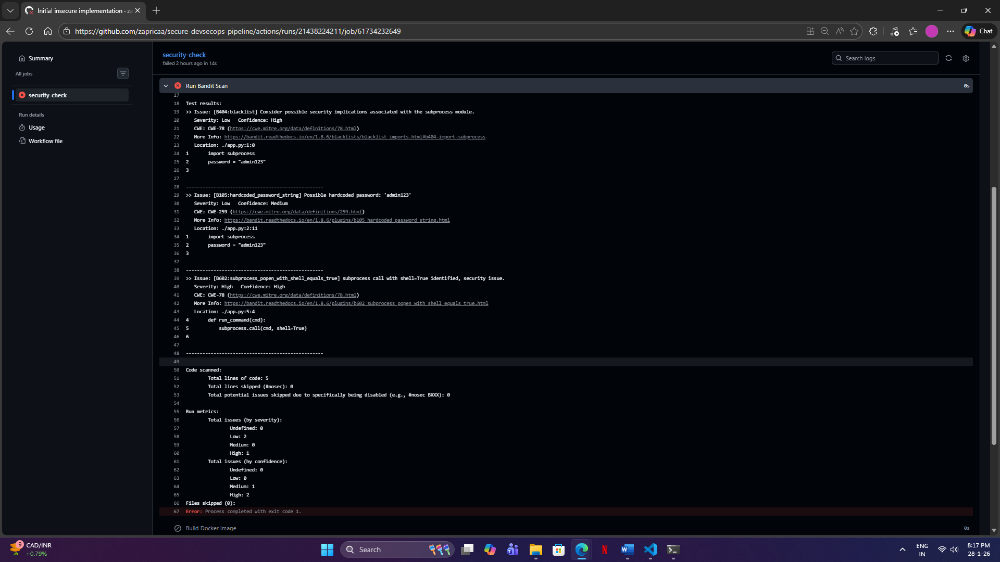 Initial insecure implementation · za
https://github.com/zapricaa/secure-devsecops-pipeline/actions/runs/21438224211/job/61734232649
Chat
Summary
All jobs
security-check
Run details
Usage
Workflow file
security-check
failed 2 hours ago in 14s
Search logs
Run Bandit Scan
0s
17
18 Test results:
19 >> Issue: [B404:blacklist] Consider possible security implications associated with the subprocess module.
20 Severity: Low Confidence: High
21 CWE: CWE-78 (https://cwe.mitre.org/data/definitions/78.html)
22 More Info: https://bandit.readthedocs.io/en/1.8.6/blacklists/blacklist_imports.html#b404-import-subprocess
23 Location: ./app.py:1:0
24 1 import subprocess
25 2 password = "admin123"
26 3
27
28 --------------------------------------------------
29 >> Issue: [B105:hardcoded_password_string] Possible hardcoded password: 'admin123'
30 Severity: Low Confidence: Medium
31 CWE: CWE-259 (https://cwe.mitre.org/data/definitions/259.html)
32 More Info: https://bandit.readthedocs.io/en/1.8.6/plugins/b105_hardcoded_password_string.html
33 Location: ./app.py:2:11
34 1 import subprocess
35 2 password = "admin123"
36 3
37
38 --------------------------------------------------
39 >> Issue: [B602:subprocess_popen_with_shell_equals_true] subprocess call with shell=True identified, security issue.
40 Severity: High Confidence: High
41 CWE: CWE-78 (https://cwe.mitre.org/data/definitions/78.html)
42 More Info: https://bandit.readthedocs.io/en/1.8.6/plugins/b602_subprocess_popen_with_shell_equals_true.html
43 Location: ./app.py:5:4
44 4 def run_command(cmd):
45 5 subprocess.call(cmd, shell=True)
46 6
47
48 --------------------------------------------------
49
50 Code scanned:
51 Total lines of code: 5
52 Total lines skipped (#nosec): 0
53 Total potential issues skipped due to specifically being disabled (e.g., #nosec BXXX): 0
54
55 Run metrics:
56 Total issues (by severity):
57 Undefined: 0
58 Low: 2
59 Medium: 0
60 High: 1
61 Total issues (by confidence):
62 Undefined: 0
63 Low: 0
64 Medium: 1
65 High: 2
66 Files skipped (0):
67 Error: Process completed with exit code 1.
Build Docker Image
0s
9
CAD/INR
+0.79%
Search
ENG
IN
8:17 PM
28-1-26